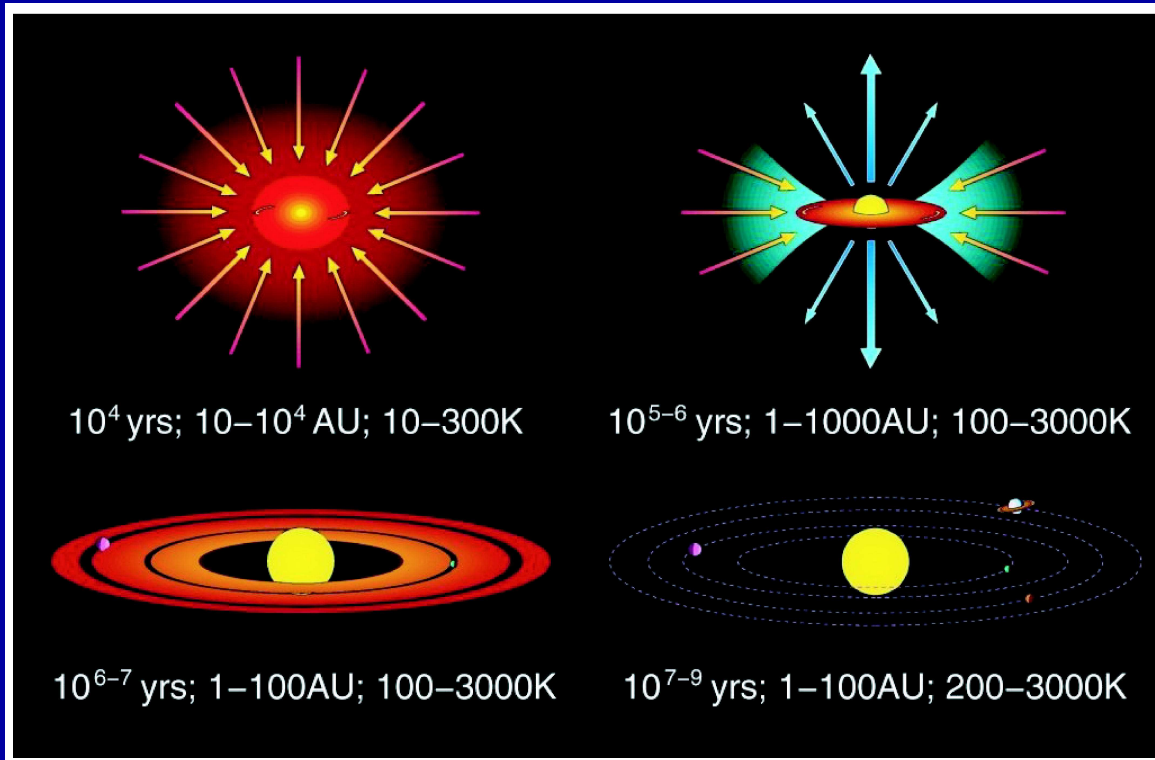 10⁴ yrs; 10–10⁴ AU; 10–300K
10⁵⁻⁶ yrs; 1–1000AU; 100–3000K
10⁶⁻⁷ yrs; 1–100AU; 100–3000K
10⁷⁻⁹ yrs; 1–100AU; 200–3000K